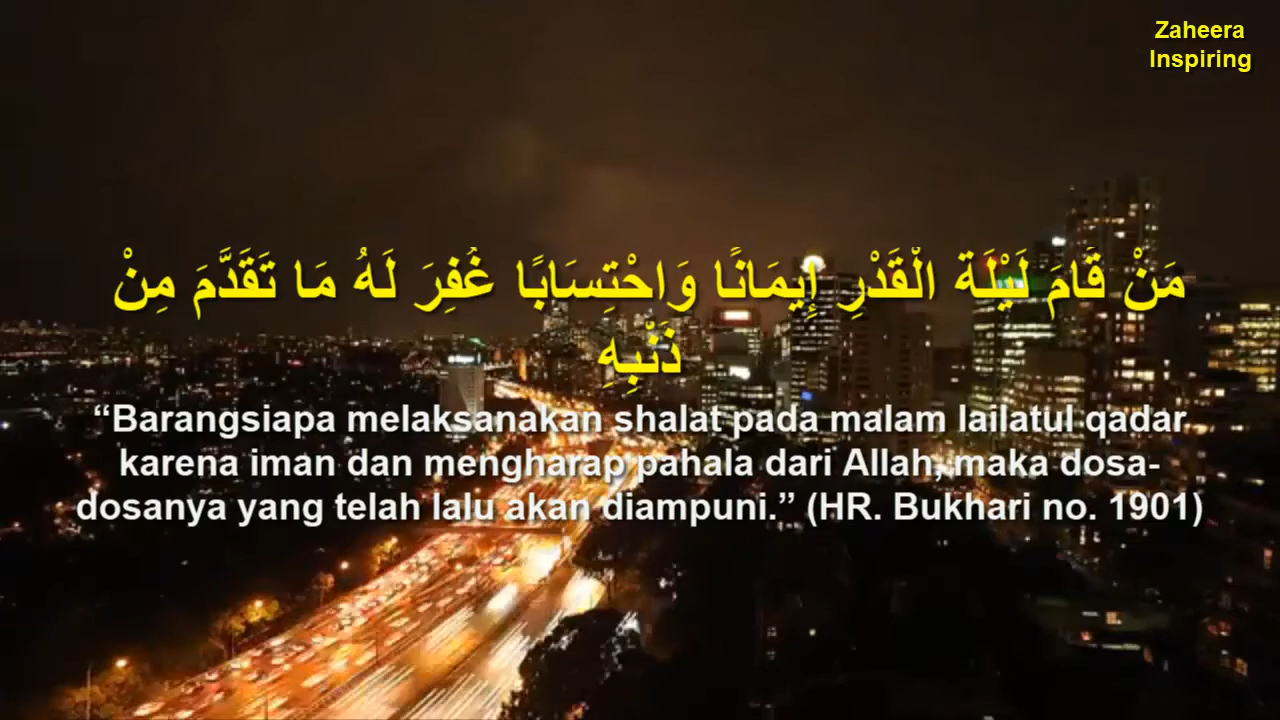 Zaheera
Inspiring
مَنْ قَامَ لَيْلَةَ الْقَدْرِ إِيمَانًا وَاحْتِسَابًا غُفِرَ لَهُ مَا تَقَدَّمَ مِنْ
ذَنْبِهِ
“Barangsiapa melaksanakan shalat pada malam lailatul qadar
karena iman dan mengharap pahala dari Allah, maka dosa-
dosanya yang telah lalu akan diampuni.” (HR. Bukhari no. 1901)